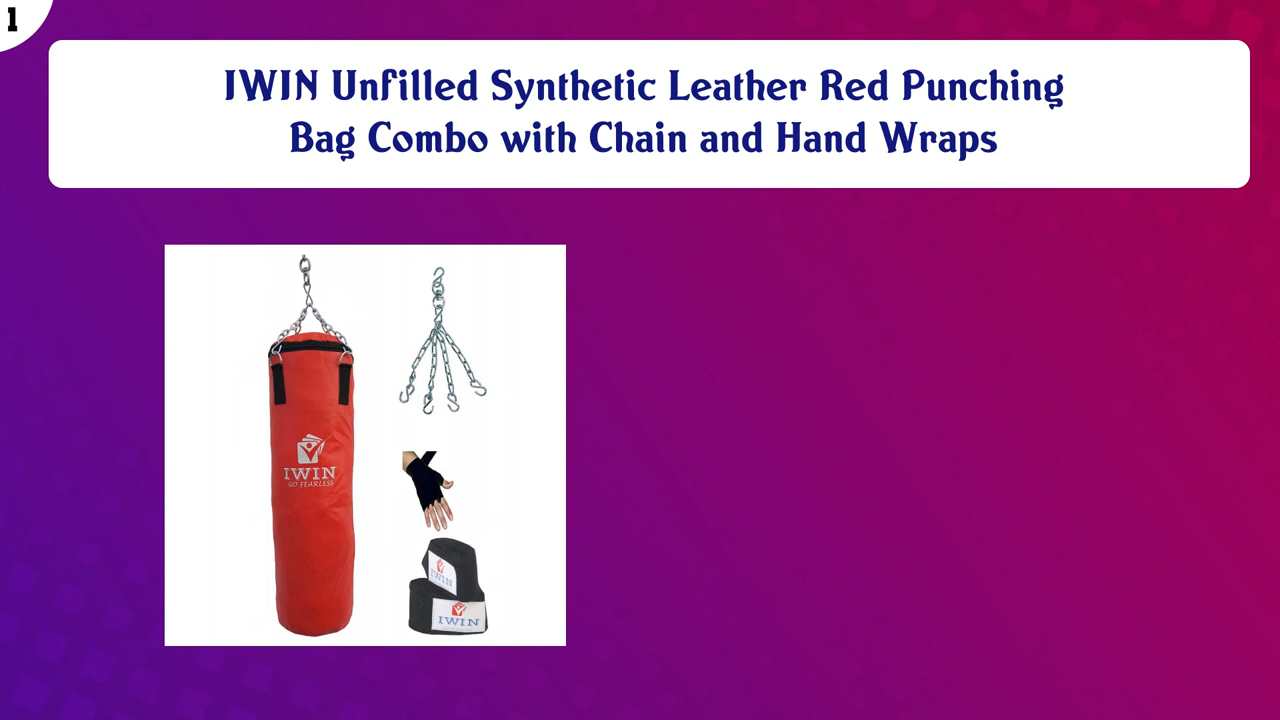 1
IWIN Unfilled Synthetic Leather Red Punching
Bag Combo with Chain and Hand Wraps
IWIN
GO FEARLESS
IWIN
IWIN